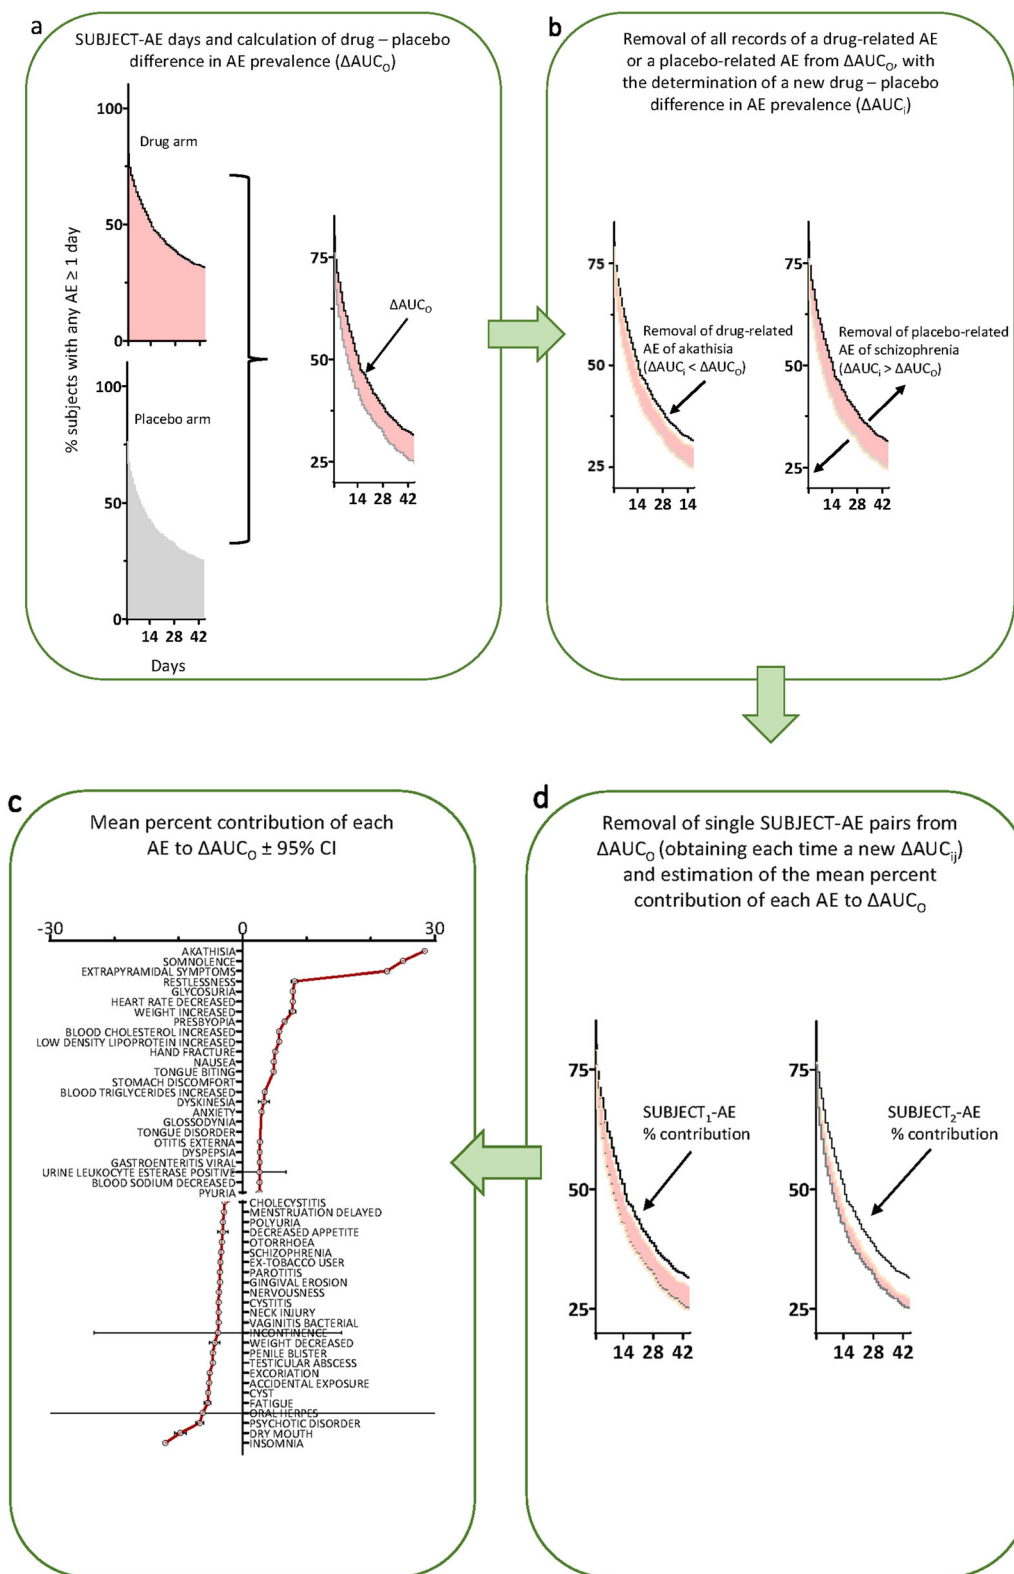 a
SUBJECT-AE days and calculation of drug – placebo
difference in AE prevalence (ΔAUCO)
% subjects with any AE ≥ 1 day
100
Drug arm
50
0
100
Placebo arm
50
0
14 28 42
Days
75
ΔAUCO
50
25
14 28 42
b
Removal of all records of a drug-related AE
or a placebo-related AE from ΔAUCO, with
the determination of a new drug – placebo
difference in AE prevalence (ΔAUCi)
75
Removal of drug-related
AE of akathisia
(ΔAUCi < ΔAUCO)
50
25
14 28 14
75
Removal of placebo-related
AE of schizophrenia
(ΔAUCi > ΔAUCO)
50
25
14 28 42
c
Mean percent contribution of each
AE to ΔAUCO ± 95% CI
-30 0 30
AKATHISIA
SOMNOLENCE
EXTRAPYRAMIDAL SYMPTOMS
RESTLESSNESS
GLYCOSURIA
HEART RATE DECREASED
WEIGHT INCREASED
PRESBYOPIA
BLOOD CHOLESTEROL INCREASED
LOW DENSITY LIPOPROTEIN INCREASED
HAND FRACTURE
NAUSEA
TONGUE BITING
STOMACH DISCOMFORT
BLOOD TRIGLYCERIDES INCREASED
DYSKINESIA
ANXIETY
GLOSSODYNIA
TONGUE DISORDER
OTITIS EXTERNA
DYSPEPSIA
GASTROENTERITIS VIRAL
URINE LEUKOCYTE ESTERASE POSITIVE
BLOOD SODIUM DECREASED
PYURIA
CHOLECYSTITIS
MENSTRUATION DELAYED
POLYURIA
DECREASED APPETITE
OTORRHOEA
SCHIZOPHRENIA
EX-TOBACCO USER
PAROTITIS
GINGIVAL EROSION
NERVOUSNESS
CYSTITIS
NECK INJURY
VAGINITIS BACTERIAL
INCONTINENCE
WEIGHT DECREASED
PENILE BLISTER
TESTICULAR ABSCESS
EXCORIATION
ACCIDENTAL EXPOSURE
CYST
FATIGUE
ORAL HERPES
PSYCHOTIC DISORDER
DRY MOUTH
INSOMNIA
d
Removal of single SUBJECT-AE pairs from
ΔAUCO (obtaining each time a new ΔAUCij)
and estimation of the mean percent
contribution of each AE to ΔAUCO
75
SUBJECT1-AE
% contribution
50
25
14 28 42
75
SUBJECT2-AE
% contribution
50
25
14 28 42